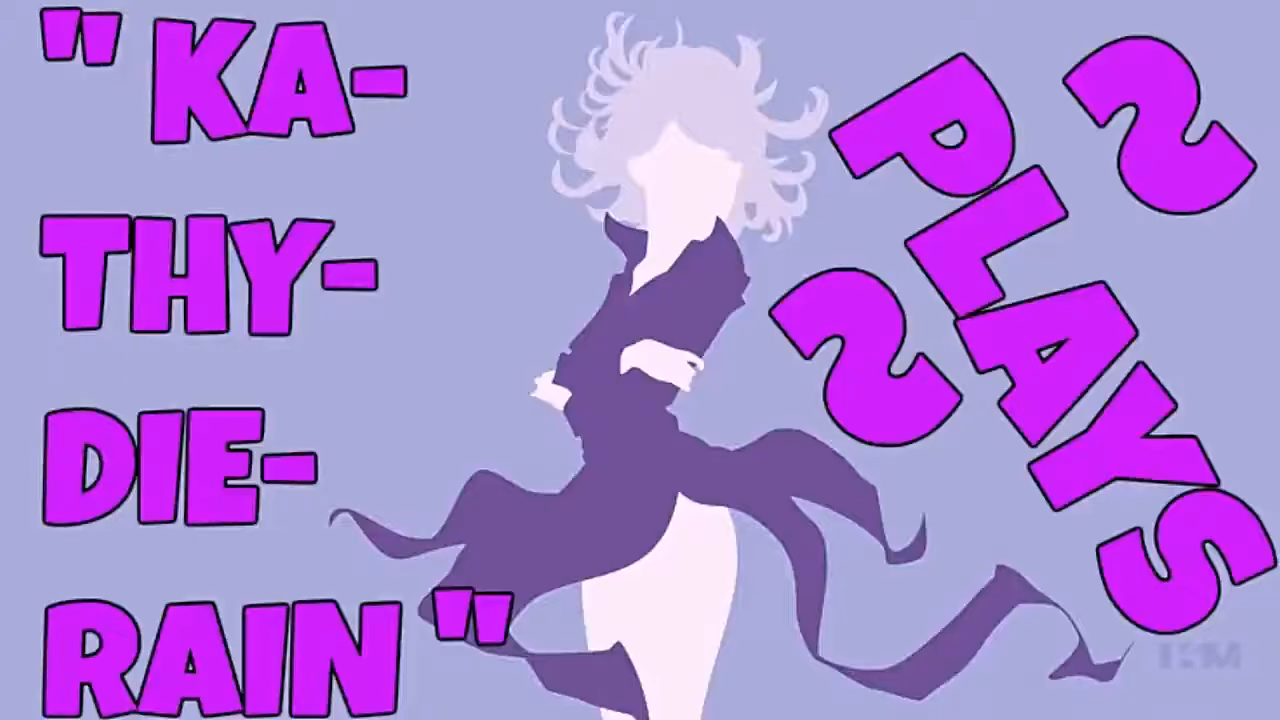 " KA-
THY-
DIE-
RAIN "
S
PLAYS
S